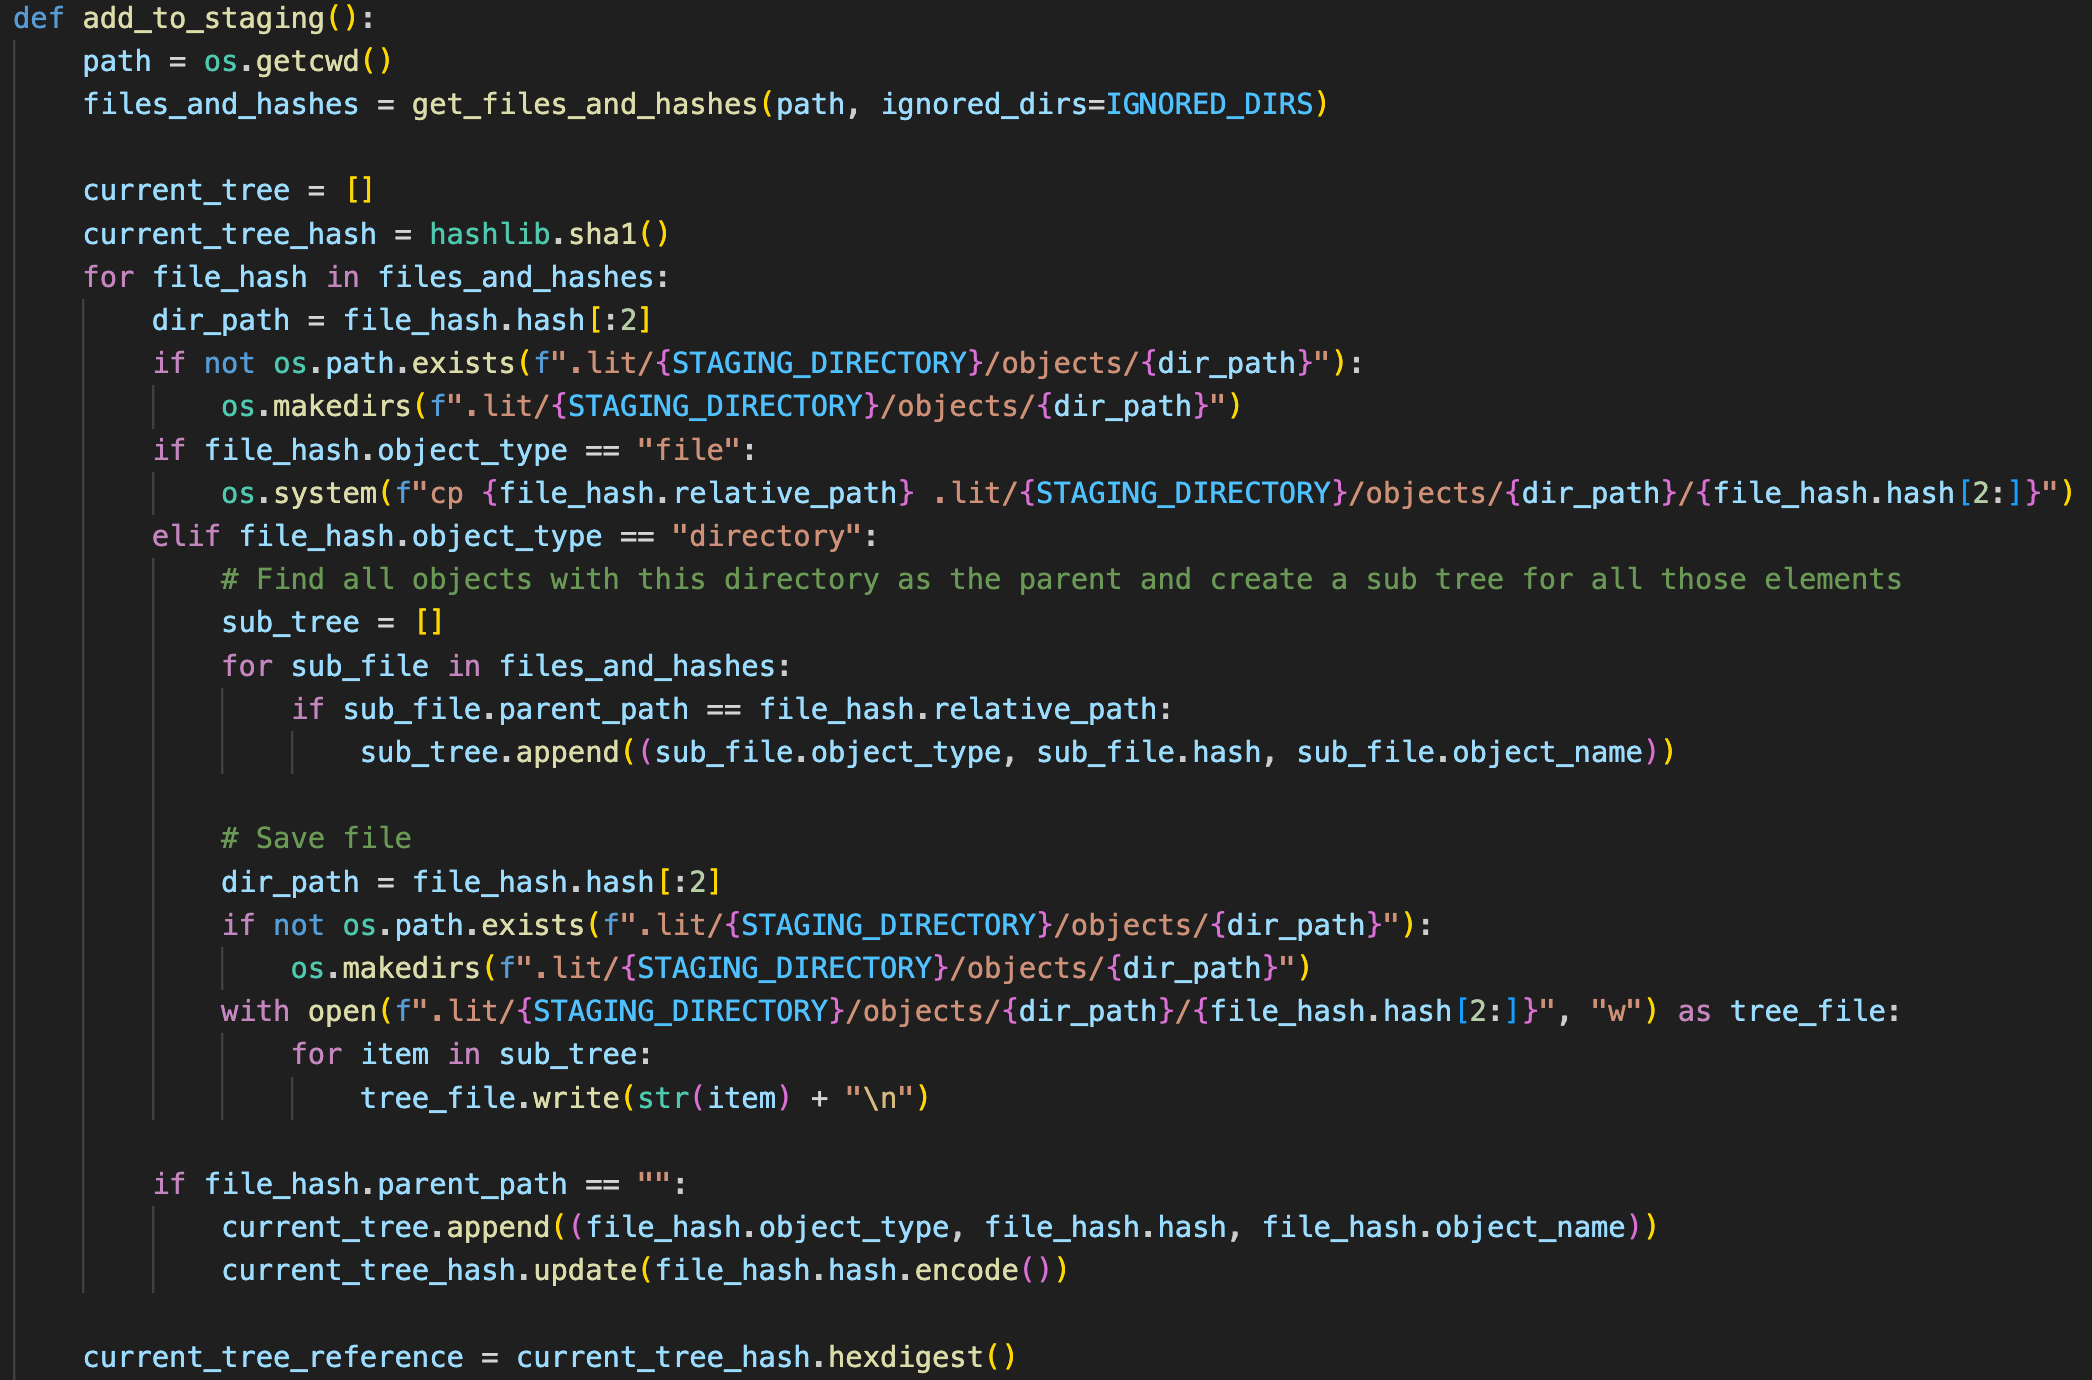 def add_to_staging():
    path = os.getcwd()
    files_and_hashes = get_files_and_hashes(path, ignored_dirs=IGNORED_DIRS)

    current_tree = []
    current_tree_hash = hashlib.sha1()
    for file_hash in files_and_hashes:
        dir_path = file_hash.hash[:2]
        if not os.path.exists(f".lit/{STAGING_DIRECTORY}/objects/{dir_path}"):
            os.makedirs(f".lit/{STAGING_DIRECTORY}/objects/{dir_path}")
        if file_hash.object_type == "file":
            os.system(f"cp {file_hash.relative_path} .lit/{STAGING_DIRECTORY}/objects/{dir_path}/{file_hash.hash[2:]}")
        elif file_hash.object_type == "directory":
            # Find all objects with this directory as the parent and create a sub tree for all those elements
            sub_tree = []
            for sub_file in files_and_hashes:
                if sub_file.parent_path == file_hash.relative_path:
                    sub_tree.append((sub_file.object_type, sub_file.hash, sub_file.object_name))

            # Save file
            dir_path = file_hash.hash[:2]
            if not os.path.exists(f".lit/{STAGING_DIRECTORY}/objects/{dir_path}"):
                os.makedirs(f".lit/{STAGING_DIRECTORY}/objects/{dir_path}")
            with open(f".lit/{STAGING_DIRECTORY}/objects/{dir_path}/{file_hash.hash[2:]}", "w") as tree_file:
                for item in sub_tree:
                    tree_file.write(str(item) + "\n")

        if file_hash.parent_path == "":
            current_tree.append((file_hash.object_type, file_hash.hash, file_hash.object_name))
            current_tree_hash.update(file_hash.hash.encode())

    current_tree_reference = current_tree_hash.hexdigest()